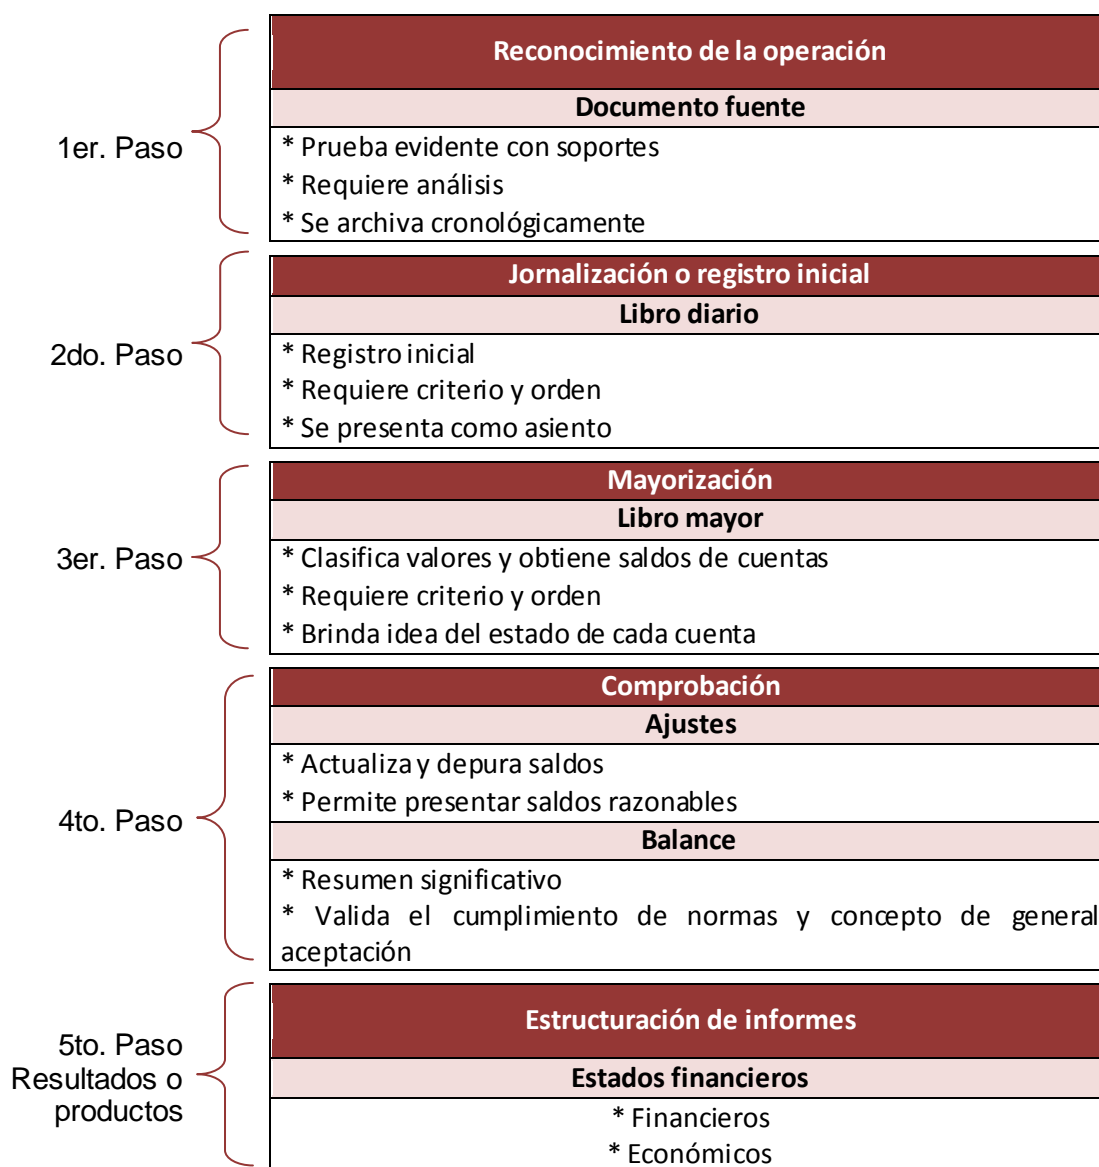 Reconocimiento de la operación
Documento fuente
1er. Paso
* Prueba evidente con soportes
* Requiere análisis
* Se archiva cronológicamente
Jornalización o registro inicial
Libro diario
2do. Paso
* Registro inicial
* Requiere criterio y orden
* Se presenta como asiento
Mayorización
Libro mayor
3er. Paso
* Clasifica valores y obtiene saldos de cuentas
* Requiere criterio y orden
* Brinda idea del estado de cada cuenta
Comprobación
Ajustes
4to. Paso
* Actualiza y depura saldos
* Permite presentar saldos razonables
Balance
* Resumen significativo
* Valida el cumplimiento de normas y concepto de general
aceptación
Estructuración de informes
5to. Paso
Resultados o
productos
Estados financieros
* Financieros
* Económicos